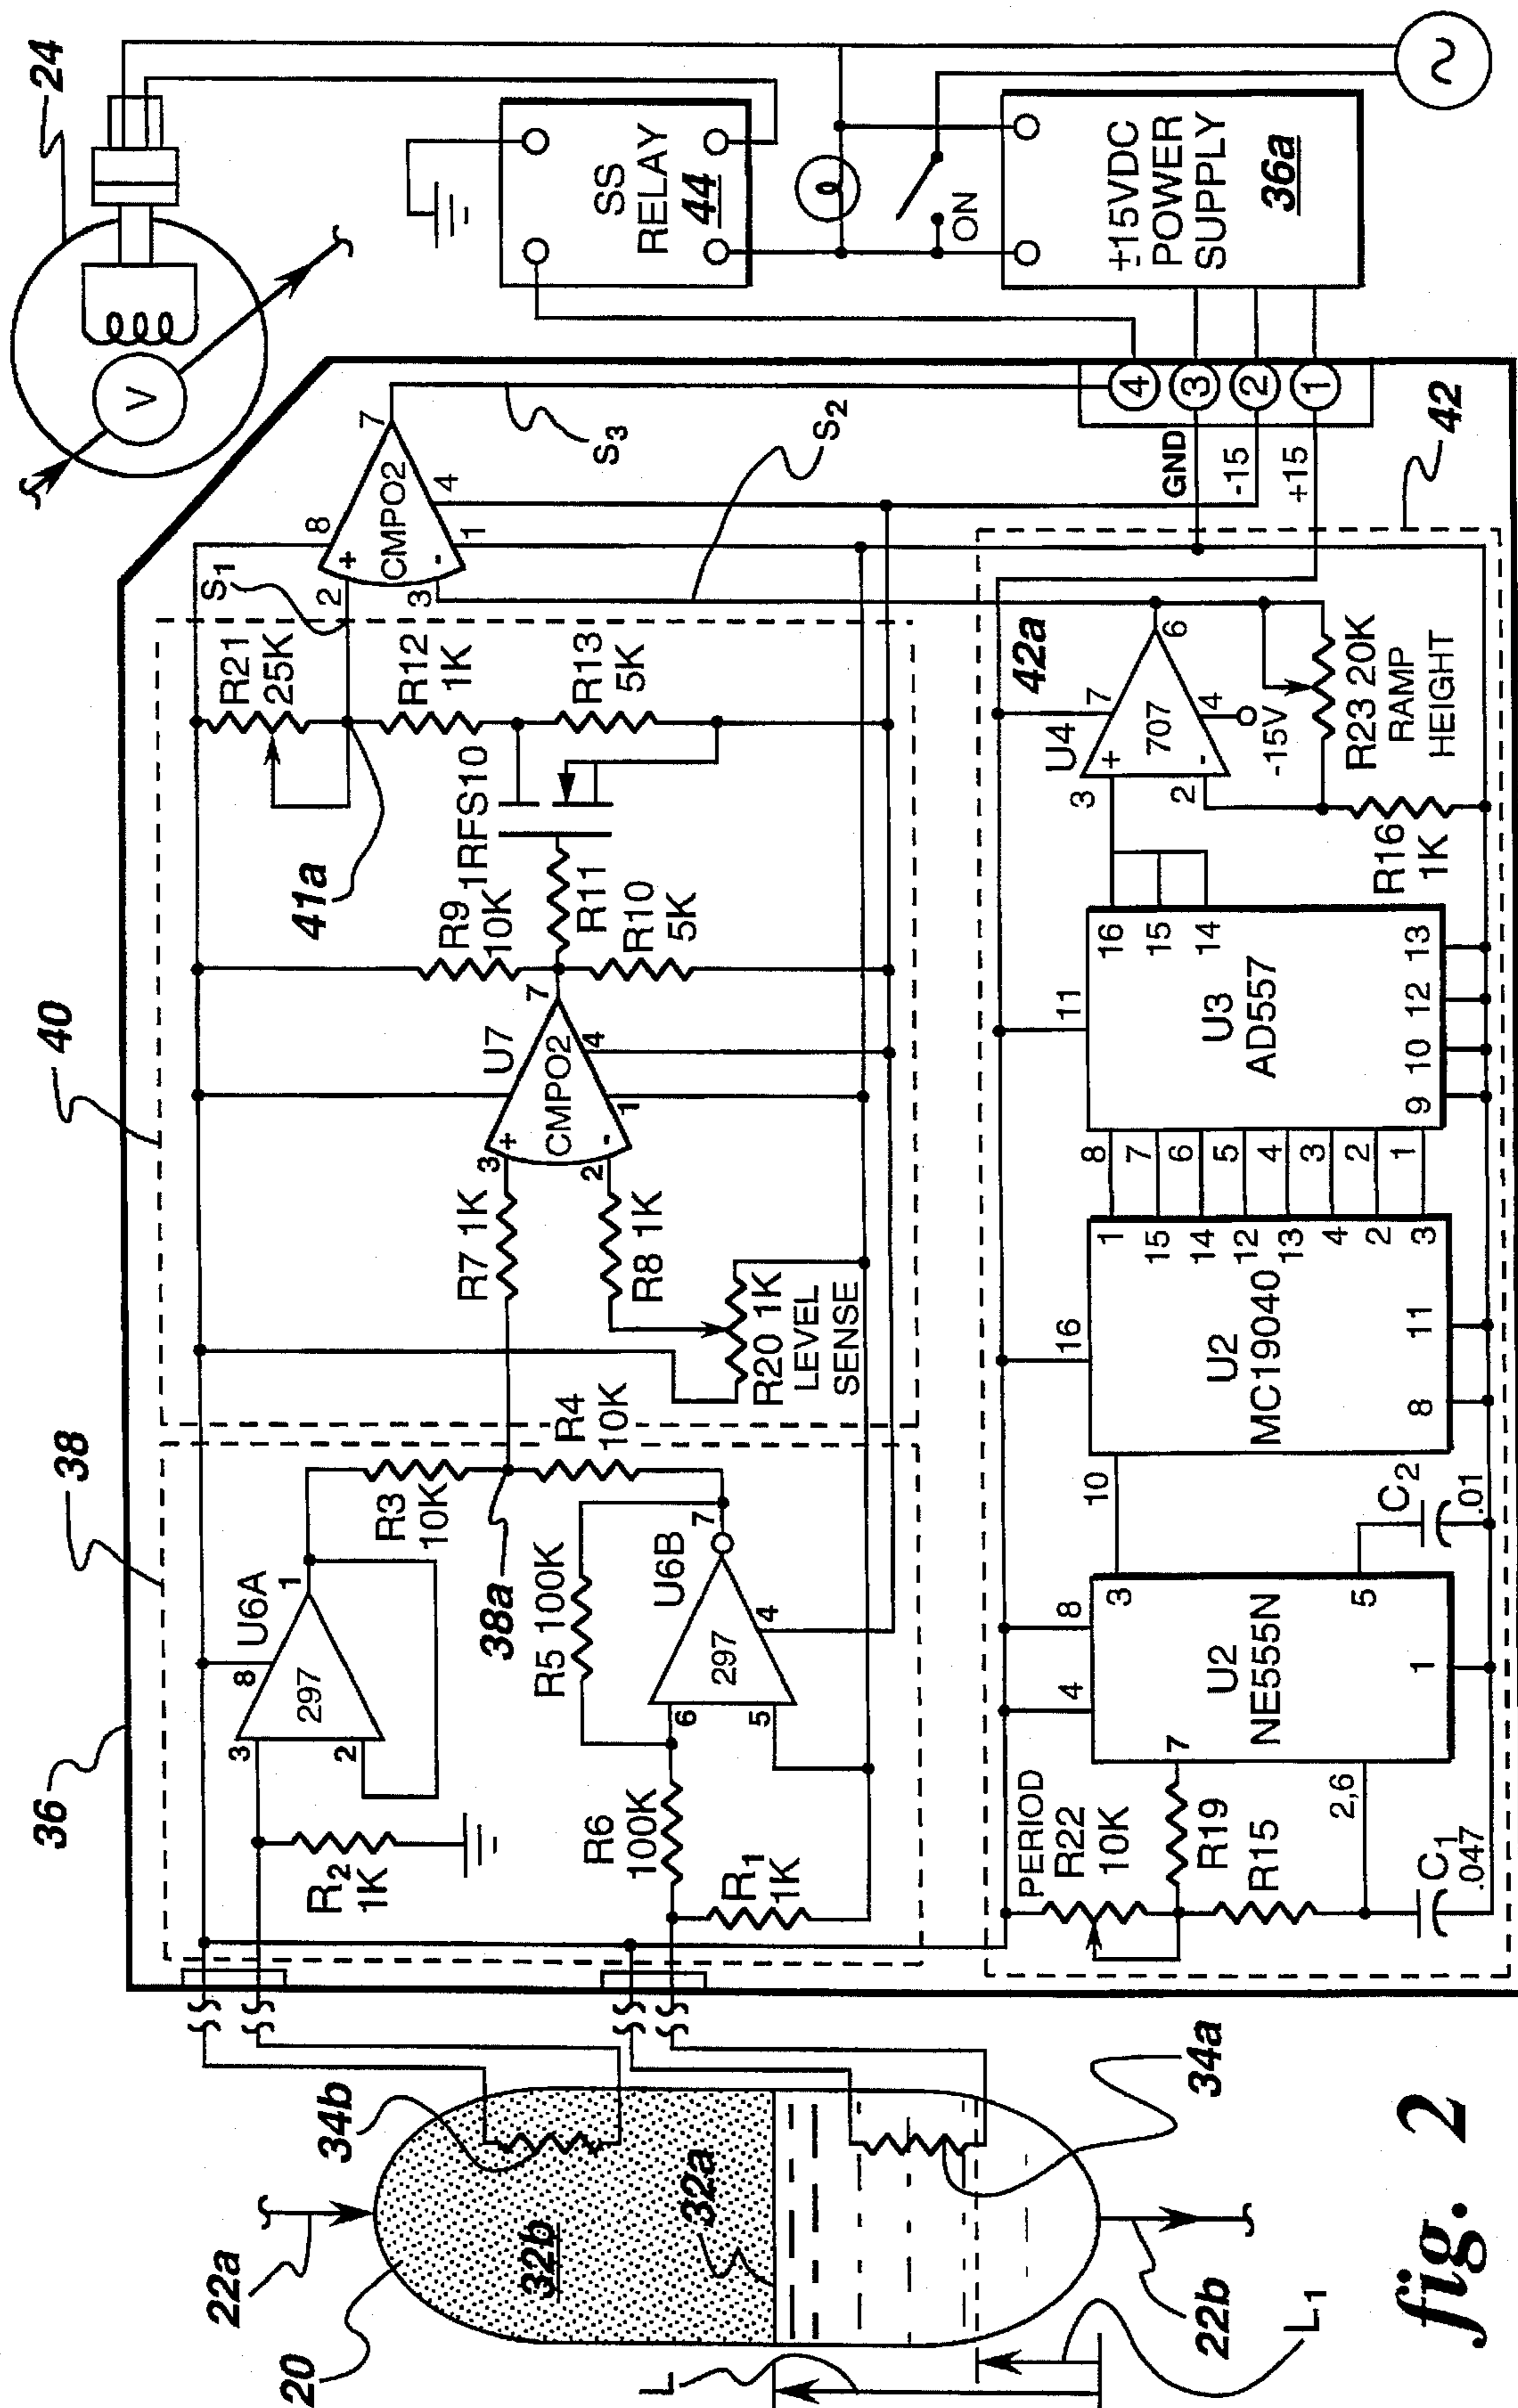 36
38
40
24
20
22a
34b
32b
32a
34a
22b
L
L1
U6A
8
3
297
1
2
R2
1K
R3
10K
38a
R4
10K
R5 100K
R6
100K
R1
1K
6
5
297
U6B
7
4
R7 1K
R8 1K
R20 1K
LEVEL
SENSE
3
+
2
-
CMPO2
U7
7
4
1
R9
10K
R11
R10
5K
1RFS10
41a
R21
25K
R12
1K
R13
5K
S1
2
3
+
-
CMPO2
8
7
4
1
S3
S2
V
SS
RELAY
44
ON
±15VDC
POWER
SUPPLY
36a
4
3
2
1
GND
-15
+15
42
PERIOD
R22
10K
R19
R15
C1
.047
7
2,6
4
8
U2
NE555N
3
5
1
C2
.01
10
16
U2
MC19040
8
11
1
15
14
12
13
4
2
3
8
7
6
5
4
3
2
1
11
U3
AD557
9
10
12
13
16
15
14
3
2
+
-
U4
707
7
4
6
42a
-15V
R16
1K
R23 20K
RAMP
HEIGHT
fig. 2